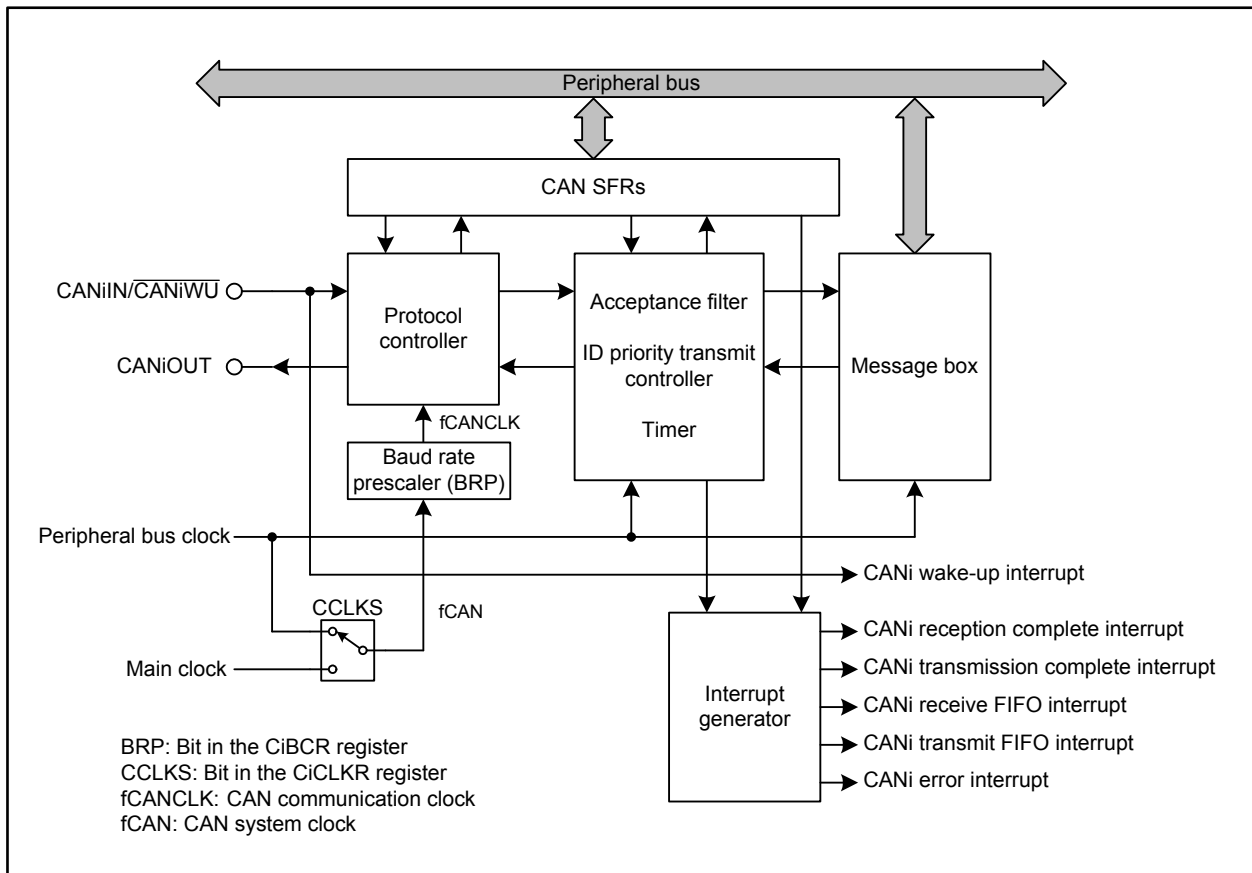 Peripheral bus
CAN SFRs
CANiIN/CANiWU
CANiOUT
Protocol
controller
Acceptance filter
ID priority transmit
controller
Timer
Message box
fCANCLK
Baud rate
prescaler (BRP)
Peripheral bus clock
CANi wake-up interrupt
CCLKS
fCAN
Main clock
Interrupt
generator
CANi reception complete interrupt
CANi transmission complete interrupt
CANi receive FIFO interrupt
CANi transmit FIFO interrupt
CANi error interrupt
BRP: Bit in the CiBCR register
CCLKS: Bit in the CiCLKR register
fCANCLK: CAN communication clock
fCAN: CAN system clock